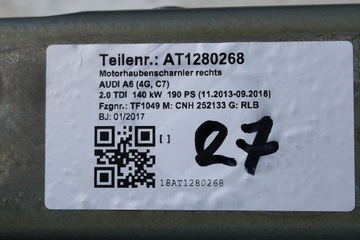 Teilenr.: AT1280268
Motorhaubenscharnier rechts
AUDI A6 (4G, C7)
2.0 TDI 140 kW 190 PS (11.2013-09.2018)
Fzgnr.: TF1049 M: CNH 252133 G: RLB
BJ: 01/2017
27
18AT1280268